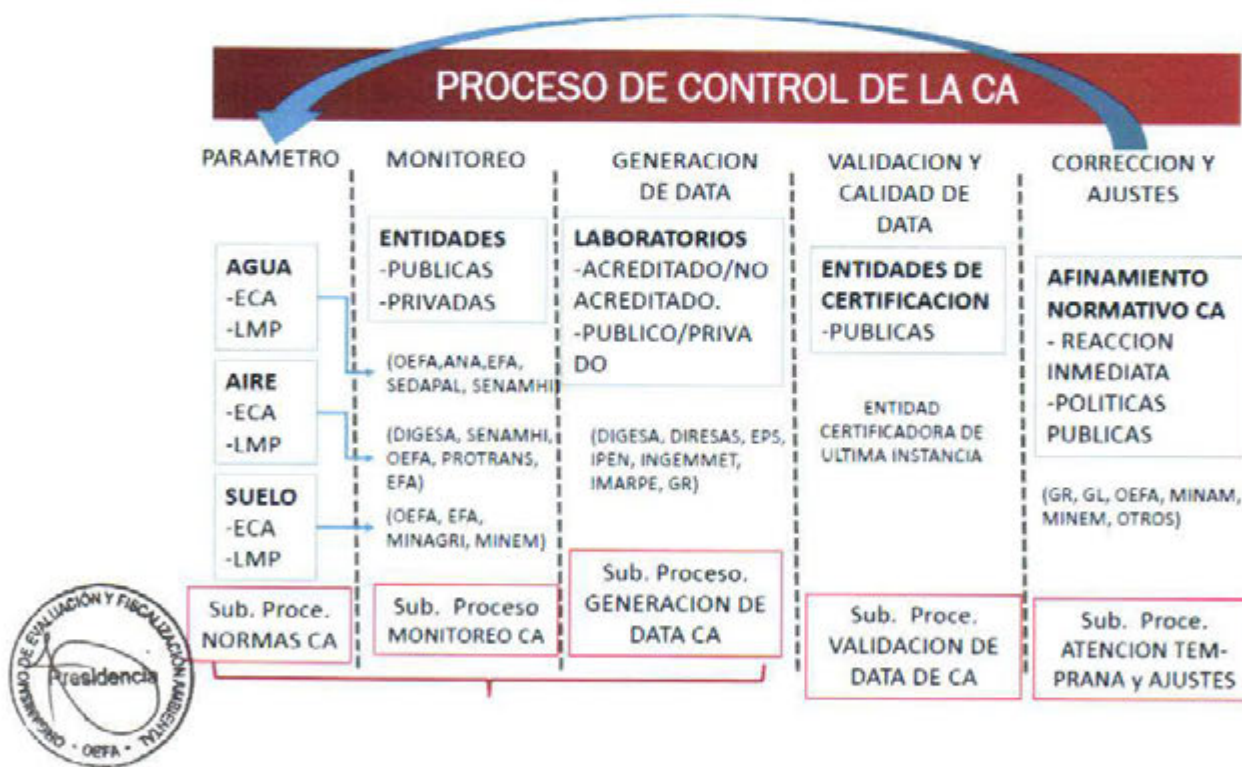 PROCESO DE CONTROL DE LA CA
PARAMETRO
AGUA
-ECA
-LMP
AIRE
-ECA
-LMP
SUELO
-ECA
-LMP
Sub. Proce.
NORMAS CA
MONITOREO
ENTIDADES
-PUBLICAS
-PRIVADAS
(OEFA,ANA,EFA,
SEDAPAL, SENAMHI)
(DIGESA, SENAMHI,
OEFA, PROTRANS,
EFA)
(OEFA, EFA,
MINAGRI, MINEM)
Sub. Proceso
MONITOREO CA
GENERACION
DE DATA
LABORATORIOS
-ACREDITADO/NO
ACREDITADO.
-PUBLICO/PRIVA
DO
(DIGESA, DIRESAS, EPS,
IPEN, INGEMMET,
IMARPE, GR)
Sub. Proceso.
GENERACION DE
DATA CA
VALIDACION Y
CALIDAD DE
DATA
ENTIDADES DE
CERTIFICACION
-PUBLICAS
ENTIDAD
CERTIFICADORA DE
ULTIMA INSTANCIA
Sub. Proce.
VALIDACION DE
DATA DE CA
CORRECCION Y
AJUSTES
AFINAMIENTO
NORMATIVO CA
- REACCION
INMEDIATA
-POLITICAS
PUBLICAS
(GR, GL, OEFA, MINAM,
MINEM, OTROS)
Sub. Proce.
ATENCION TEM-
PRANA y AJUSTES
ORGANISMO DE EVALUACIÓN Y FISCALIZACIÓN AMBIENTAL
Presidencia
- OEFA -